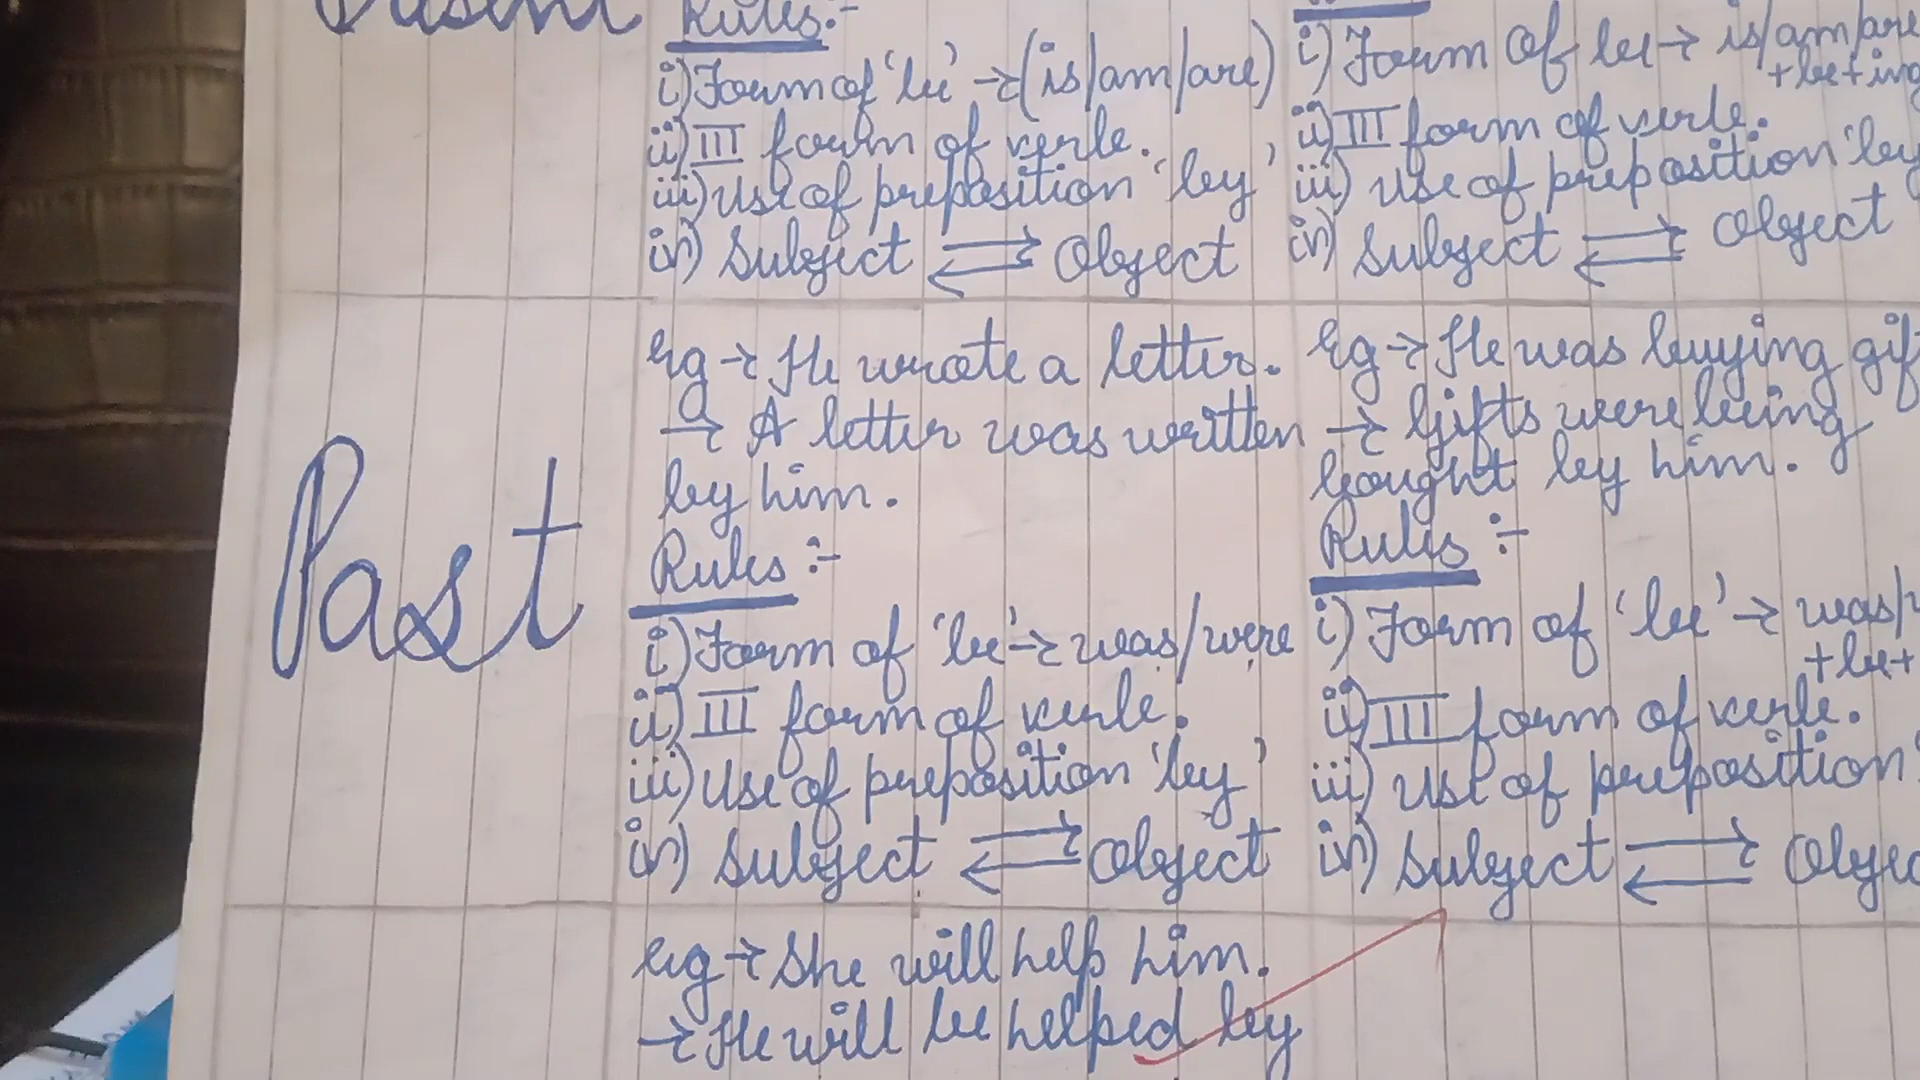 Rules:-
i) Form of 'be' → (is/am/are)
ii) III form of verb.
iii) Use of preposition 'by'
iv) Subject ⇄ Object
i) Form of be → is/am/are
+be+ing
ii) III form of verb.
iii) Use of preposition 'by
iv) Subject ⇄ Object
Past
Eg → He wrote a letter.
→ A letter was written
by him.
Rules :-
i) Form of 'be' → was/were
ii) III form of verb.
iii) Use of preposition 'by'
iv) Subject ⇄ Object
Eg → He was buying gif
→ Gifts were being
bought by him.
Rules :-
i) Form of 'be' → was/
+be+
ii) III form of verb.
iii) Use of preposition '
iv) Subject ⇄ Objec
Eg → She will help him.
→ He will be helped by